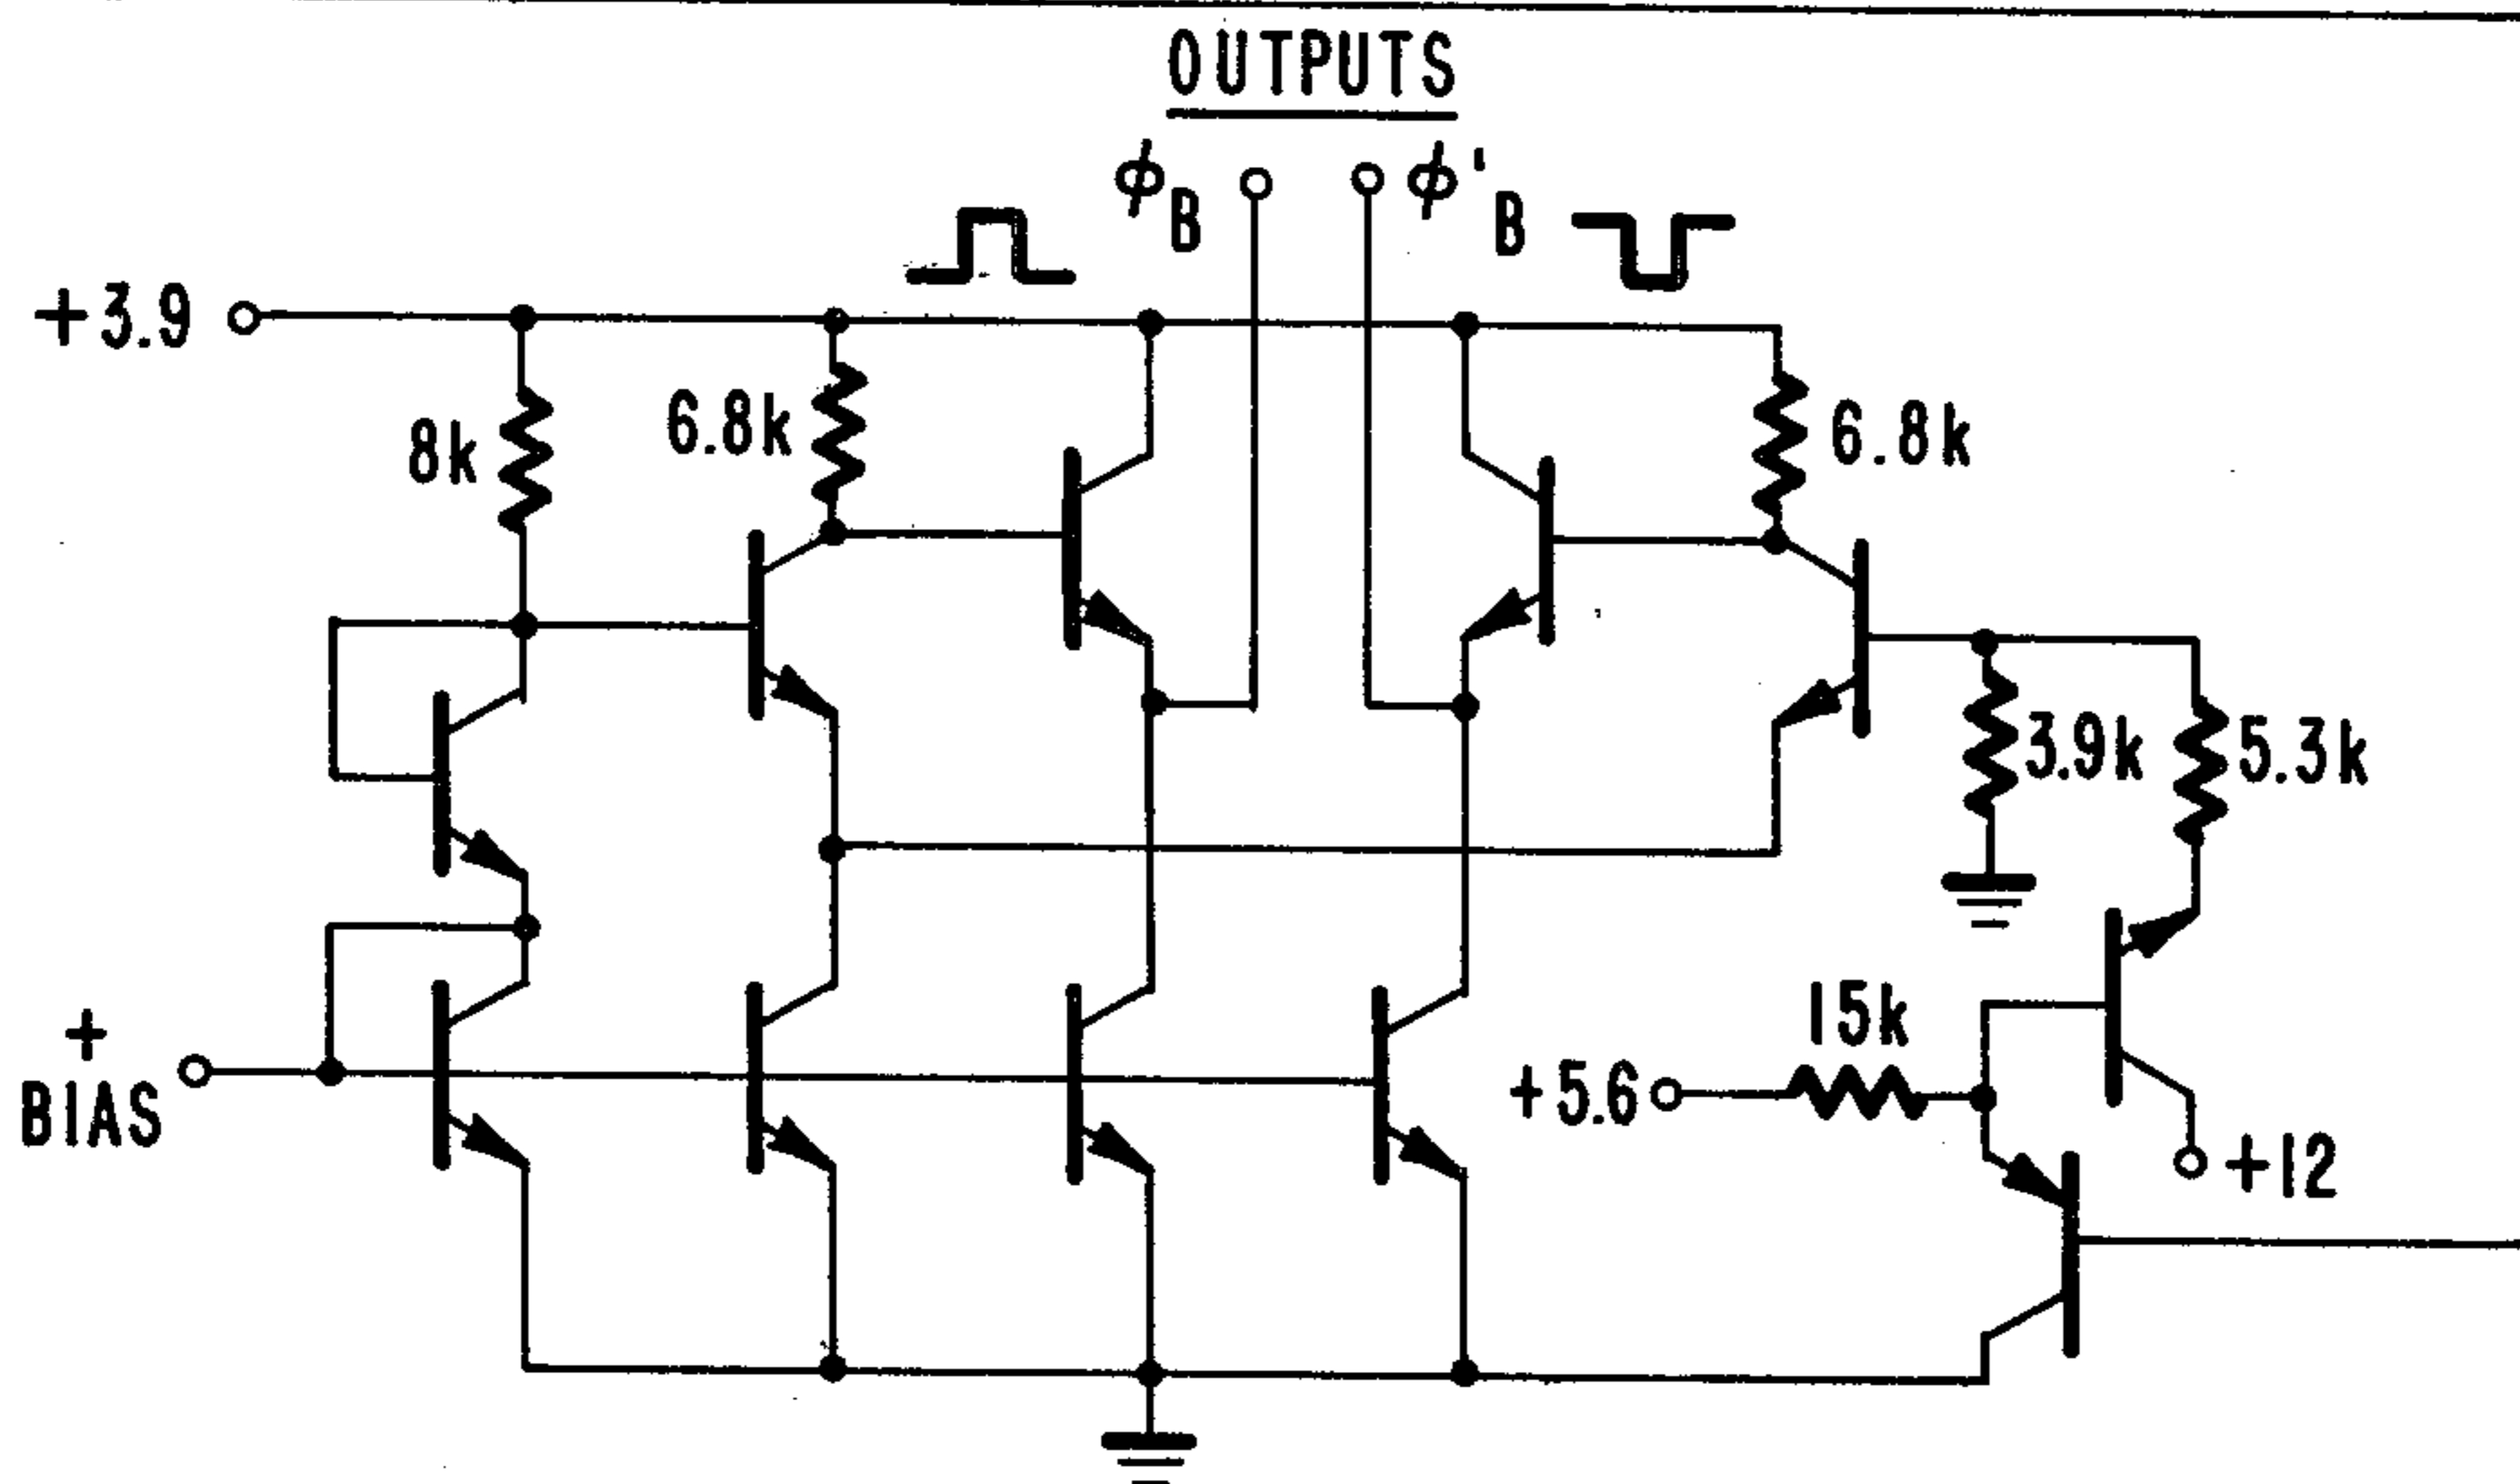 OUTPUTS
ϕB ϕ'B
+3.9
8k
6.8k
6.8k
3.9k
5.3k
+
BIAS
15k
+5.6
+12